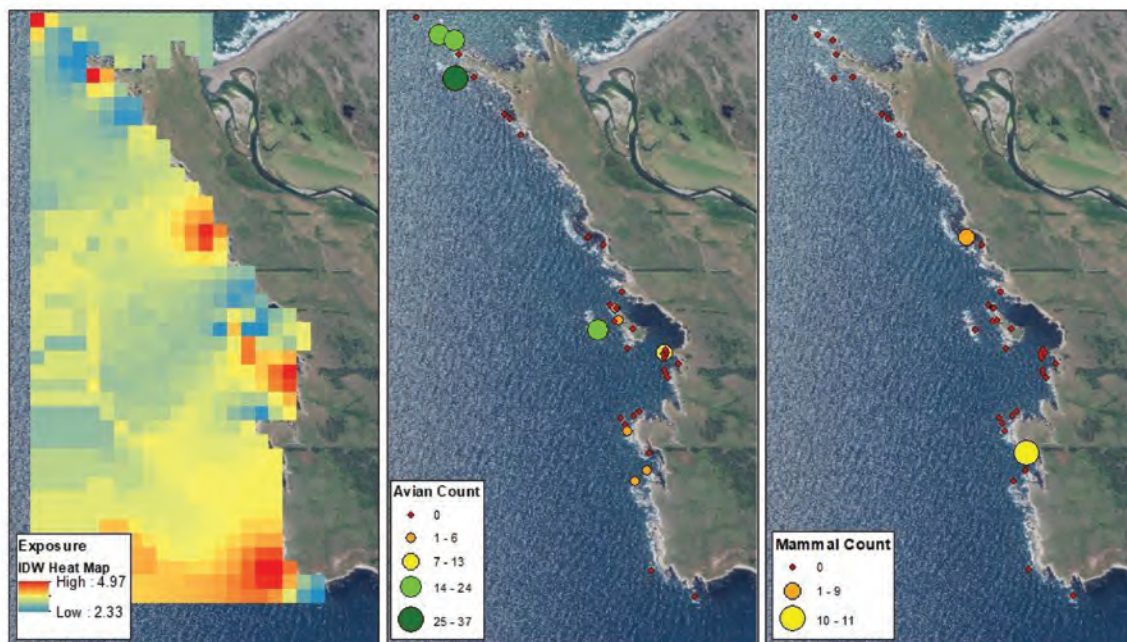 Exposure
IDW Heat Map
High : 4.97
Low : 2.33
Avian Count
0
1 - 6
7 - 13
14 - 24
25 - 37
Mammal Count
0
1 - 9
10 - 11